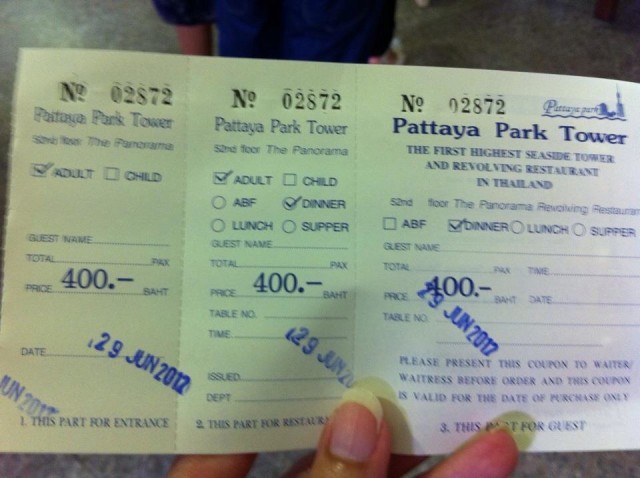 Nº 02872
Pattaya Park Tower
52nd floor The Panorama
ADULT CHILD
GUEST NAME
TOTAL PAX
PRICE 400.- BAHT
DATE 29 JUN 2012
JUN 2012
1. THIS PART FOR ENTRANCE
Nº 02872
Pattaya Park Tower
52nd floor The Panorama
ADULT CHILD
ABF DINNER
LUNCH SUPPER
GUEST NAME
TOTAL PAX
PRICE 400.- BAHT
TABLE NO.
TIME 29 JUN
ISSUED
DEPT
2. THIS PART FOR
Nº 02872 Pattaya park
Pattaya Park Tower
THE FIRST HIGHEST SEASIDE TOWER
AND REVOLVING RESTAURANT
IN THAILAND
52nd floor The Panorama Revolving Restauran
ABF DINNER LUNCH SUPPER
GUEST NAME
TOTAL PAX TIME
PRICE 400.- BAHT DATE
TABLE NO. 29 JUN 2012
PLEASE PRESENT THIS COUPON TO WAITER/
WAITRESS BEFORE ORDER AND THIS COUPON
IS VALID FOR THE DATE OF PURCHASE ONLY
3. THIS PART FOR GUEST